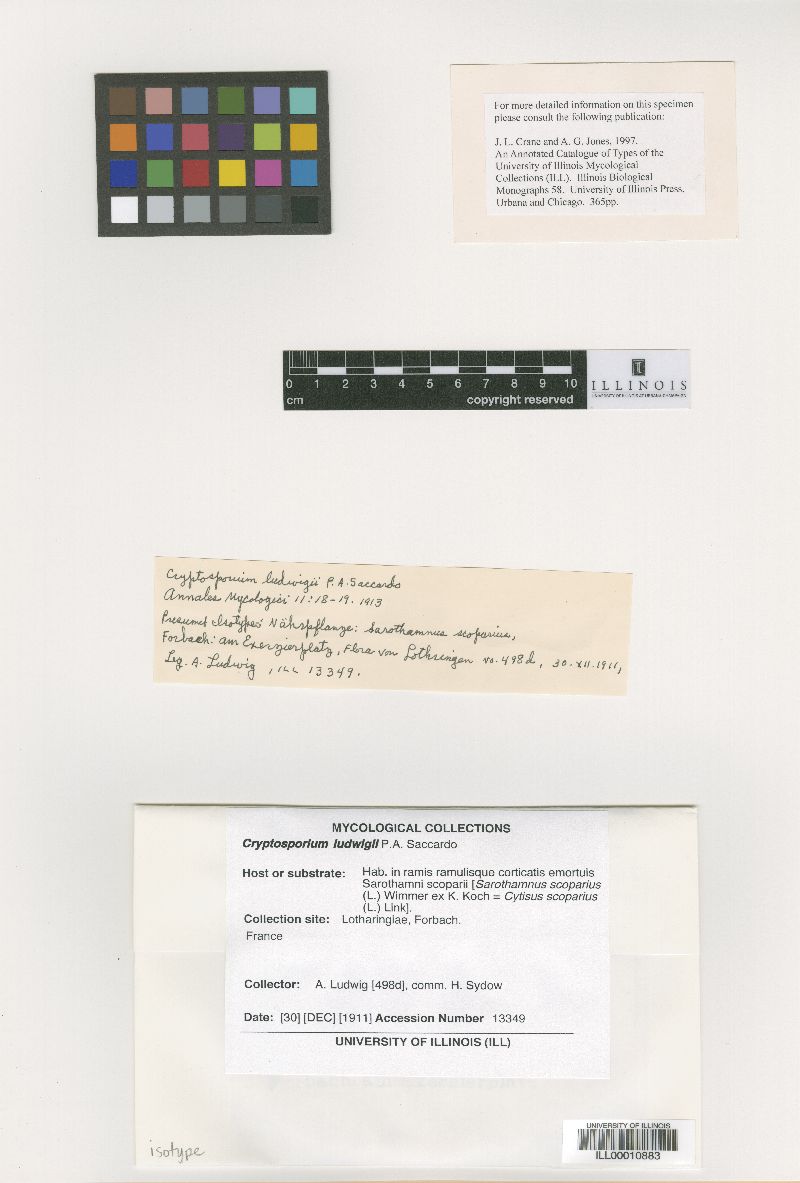 For more detailed information on this specimen
please consult the following publication:
J. L. Crane and A. G. Jones. 1997.
An Annotated Catalogue of Types of the
University of Illinois Mycological
Collections (ILL). Illinois Biological
Monographs 58. University of Illinois Press,
Urbana and Chicago. 365pp.
0 1 2 3 4 5 6 7 8 9 10
cm copyright reserved
ILLINOIS
UNIVERSITY OF ILLINOIS AT URBANA-CHAMPAIGN
Cryptosporium ludwigii P.A. Saccardo
Annales Mycologici 11:18-19. 1913
Presumed Isotype: Nährpflanze: Sarothamnus scoparius,
Forbach: am Exerzierplatz, Flora von Lothringen no. 498d, 30.XII.1911,
Leg. A. Ludwig, ILL 13349.
MYCOLOGICAL COLLECTIONS
Cryptosporium ludwigii P.A. Saccardo
Host or substrate: Hab. in ramis ramulisque corticatis emortuis
Sarothamni scoparii [Sarothamnus scoparius
(L.) Wimmer ex K. Koch = Cytisus scoparius
(L.) Link].
Collection site: Lotharingiae, Forbach.
France
Collector: A. Ludwig [498d], comm. H. Sydow
Date: [30] [DEC] [1911] Accession Number 13349
UNIVERSITY OF ILLINOIS (ILL)
isotype
UNIVERSITY OF ILLINOIS
ILL00010883